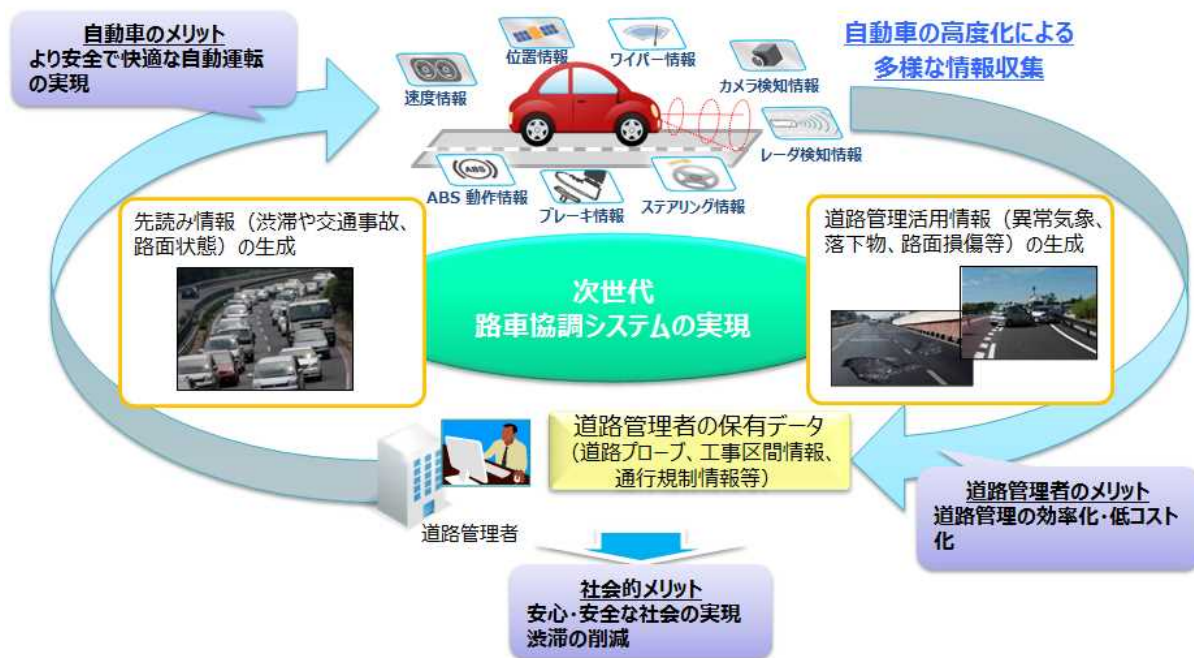 自動車のメリット
より安全で快適な自動運転
の実現
位置情報
ワイパー情報
速度情報
カメラ検知情報
レーダ検知情報
ABS
ABS 動作情報
ブレーキ情報
ステアリング情報
自動車の高度化による
多様な情報収集
先読み情報（渋滞や交通事故、
路面状態）の生成
次世代
路車協調システムの実現
道路管理活用情報（異常気象、
落下物、路面損傷等）の生成
道路管理者の保有データ
（道路プローブ、工事区間情報、
通行規制情報等）
道路管理者
道路管理者のメリット
道路管理の効率化・低コスト
化
社会的メリット
安心・安全な社会の実現
渋滞の削減